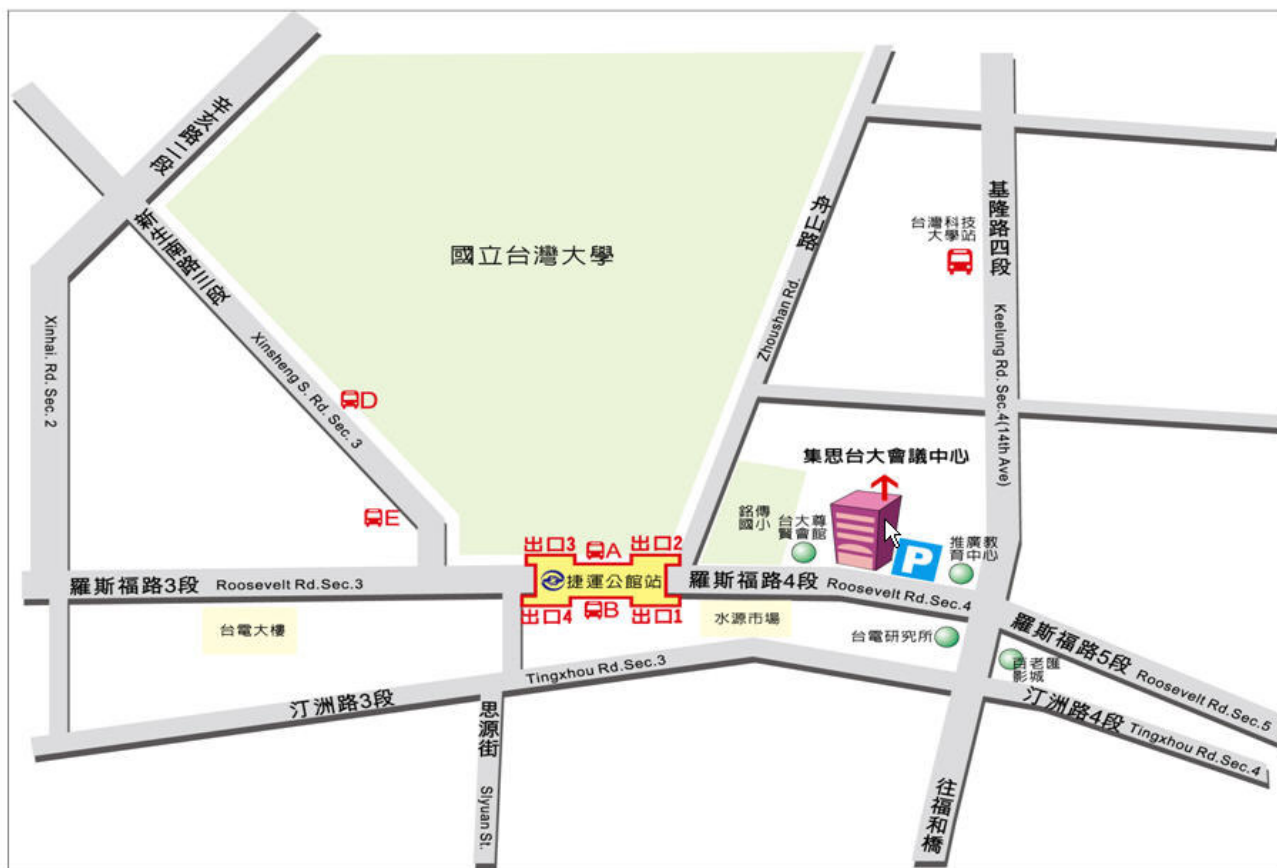 辛亥路二段
新生南路三段
Xinsheng S. Rd. Sec. 3
Xinhai. Rd. Sec. 2
國立台灣大學
舟山路
Zhoushan Rd.
台灣科技
大學站
基隆路四段
Keelung Rd. Sec.4(14th Ave)
D
E
集思台大會議中心
銘傳
國小
台大尊
賢會館
P
推廣教
育中心
出口3
A
出口2
捷運公館站
出口4
B
出口1
羅斯福路3段
Roosevelt Rd.Sec.3
羅斯福路4段
Roosevelt Rd.Sec.4
台電大樓
水源市場
台電研究所
羅斯福路5段
Roosevelt Rd.Sec.5
老匯
影城
汀洲路3段
Tingxhou Rd.Sec.3
汀洲路4段
Tingxhou Rd.Sec.4
思源街
SIyuan St.
往福和橋